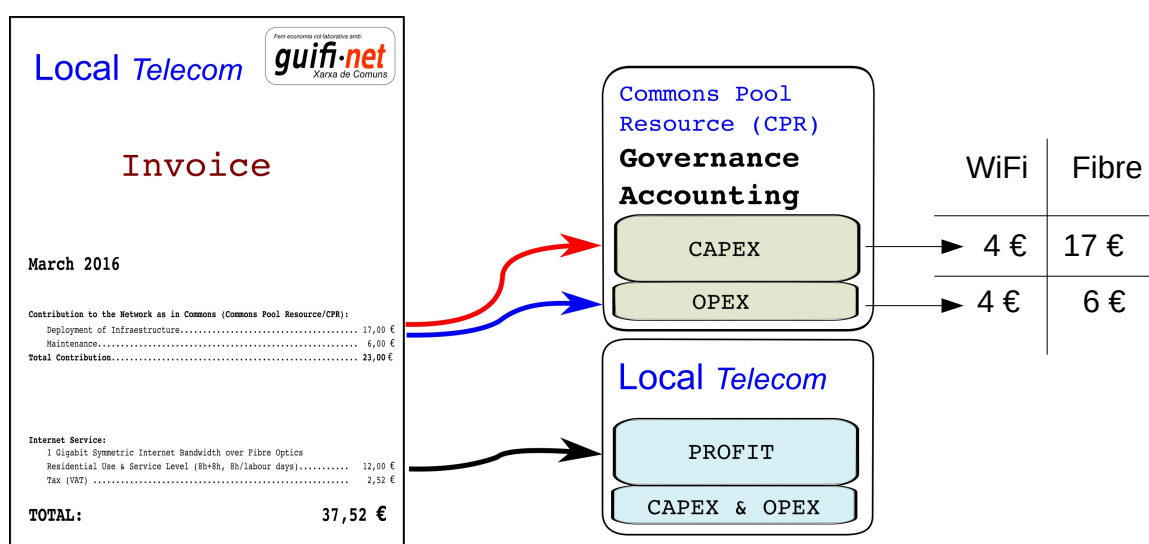 Local Telecom
Fem economia col·laborativa amb:
guifi·net
Xarxa de Comuns
Invoice
March 2016
Contribution to the Network as in Commons (Commons Pool Resource/CPR):
Deployment of Infraestructure....................................... 17,00 €
Maintenance......................................................... 6,00 €
Total Contribution...................................................... 23,00 €
Internet Service:
1 Gigabit Symmetric Internet Bandwidth over Fibre Optics
Residential Use & Service Level (8h+8h, 8h/labour days)........... 12,00 €
Tax (VAT) ........................................................ 2,52 €
TOTAL: 37,52 €
Commons Pool
Resource (CPR)
Governance
Accounting
CAPEX
OPEX
Local Telecom
PROFIT
CAPEX & OPEX
WiFi Fibre
4 € 17 €
4 € 6 €